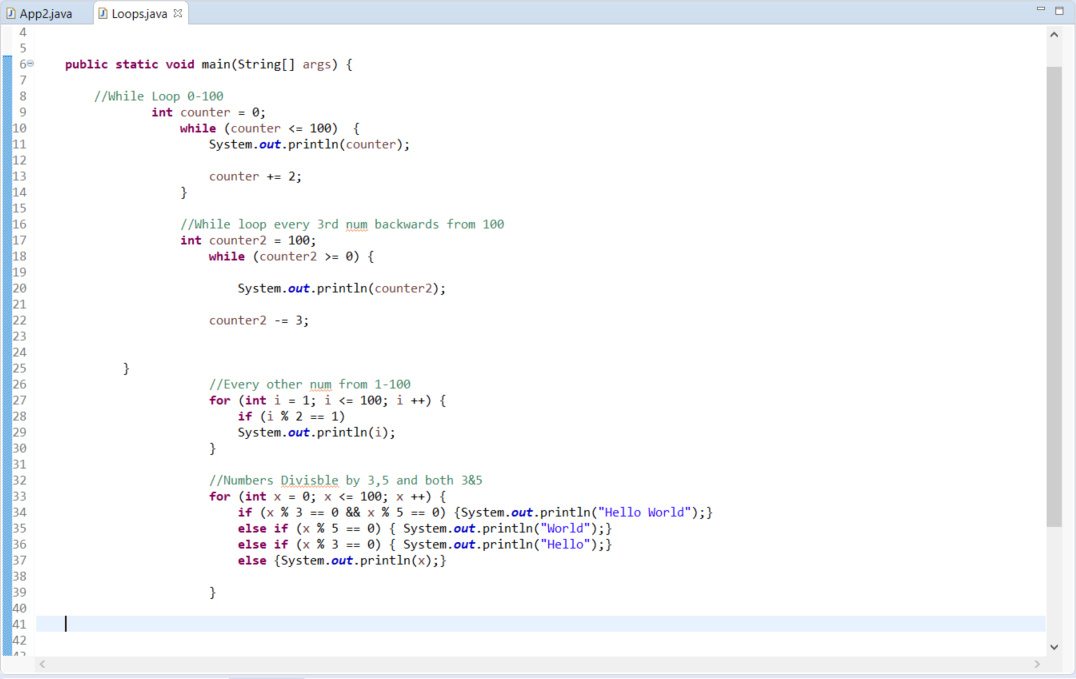 App2.java Loops.java
4
5
6 public static void main(String[] args) {
7
8 //While Loop 0-100
9 int counter = 0;
10 while (counter <= 100) {
11 System.out.println(counter);
12
13 counter += 2;
14 }
15
16 //While loop every 3rd num backwards from 100
17 int counter2 = 100;
18 while (counter2 >= 0) {
19
20 System.out.println(counter2);
21
22 counter2 -= 3;
23
24
25 }
26 //Every other num from 1-100
27 for (int i = 1; i <= 100; i ++) {
28 if (i % 2 == 1)
29 System.out.println(i);
30 }
31
32 //Numbers Divisble by 3,5 and both 3&5
33 for (int x = 0; x <= 100; x ++) {
34 if (x % 3 == 0 && x % 5 == 0) {System.out.println("Hello World");}
35 else if (x % 5 == 0) { System.out.println("World");}
36 else if (x % 3 == 0) { System.out.println("Hello");}
37 else {System.out.println(x);}
38
39 }
40
41
42